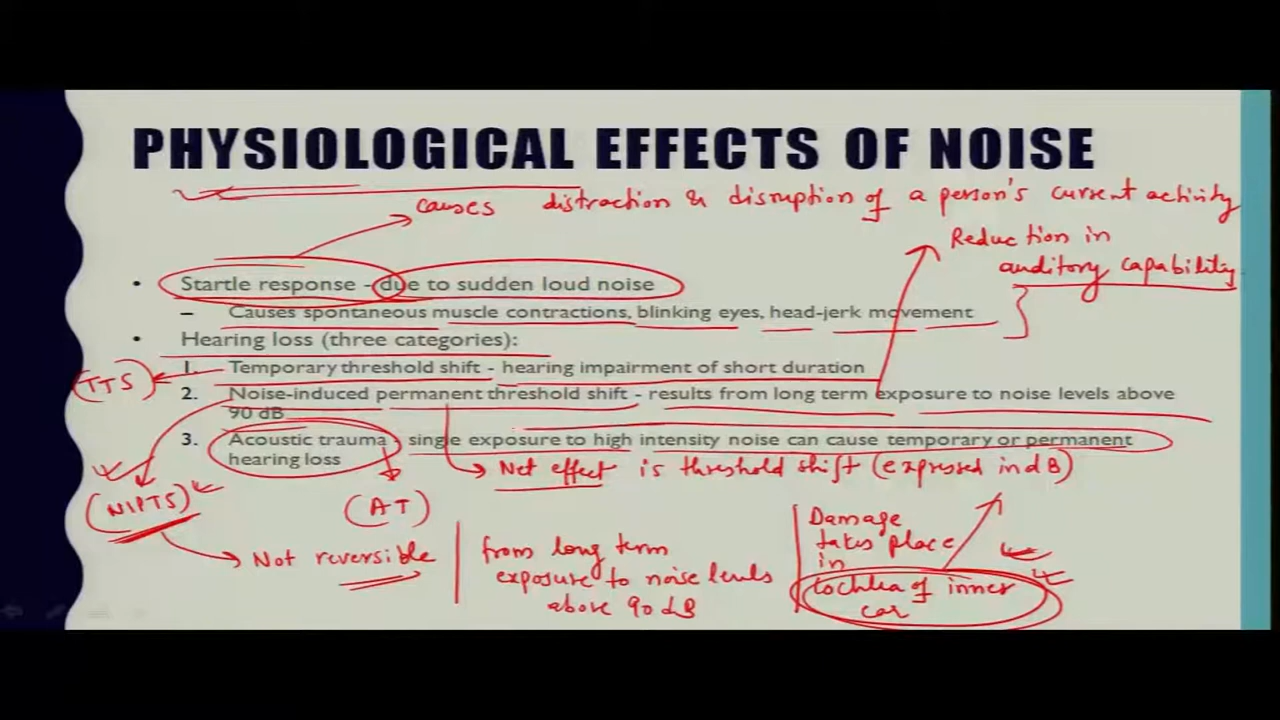 PHYSIOLOGICAL EFFECTS OF NOISE
causes distraction & disruption of a person's current activity
Reduction in
auditory capability
• Startle response - due to sudden loud noise
– Causes spontaneous muscle contractions, blinking eyes, head-jerk movement
• Hearing loss (three categories):
(TTS)
1. Temporary threshold shift - hearing impairment of short duration
2. Noise-induced permanent threshold shift - results from long term exposure to noise levels above
90 dB
3. Acoustic trauma - single exposure to high intensity noise can cause temporary or permanent
hearing loss
Net effect is threshold shift (expressed in dB)
(NIPTS)
(AT)
Not reversible
from long term
exposure to noise levels
above 90 dB
Damage
takes place
in
cochlea of inner
ear